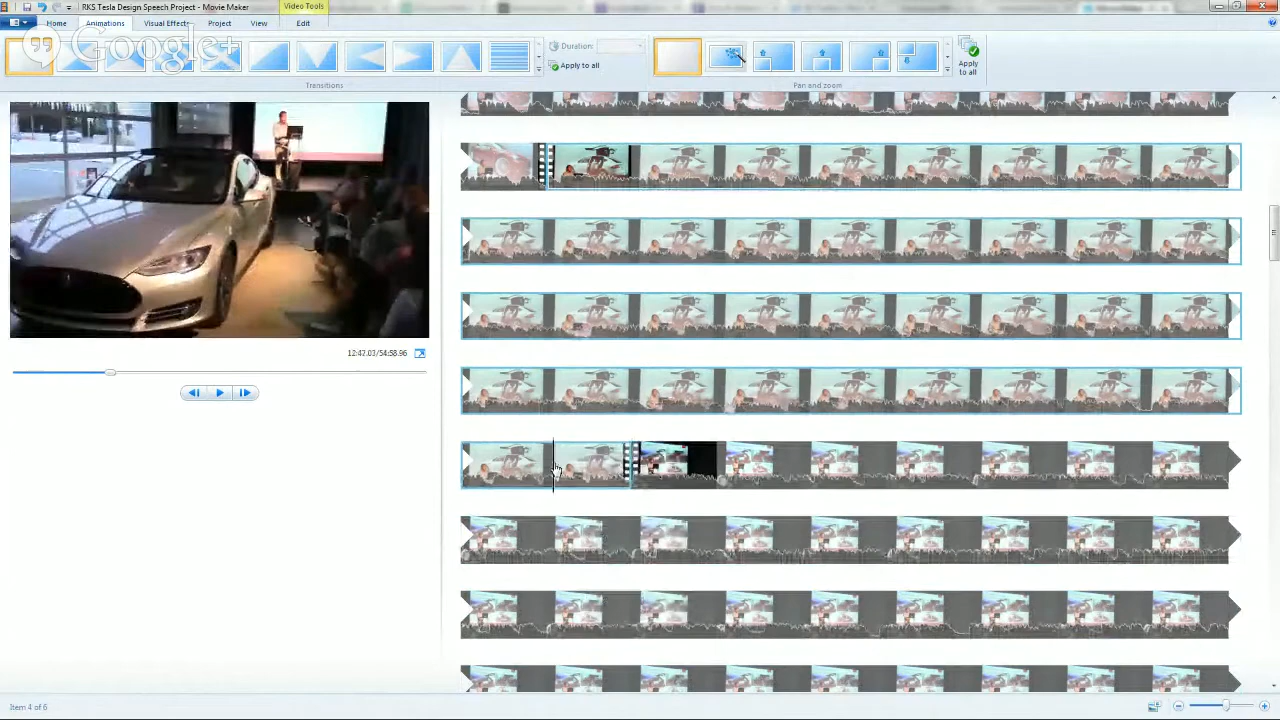 RKS Tesla Design Speech Project - Movie Maker
Video Tools
Home
Animations
Visual Effects
Project
View
Edit
Google+
Duration:
Apply to all
Apply
to all
Transitions
Pan and zoom
12:47.03/54:58.96
Item 4 of 6